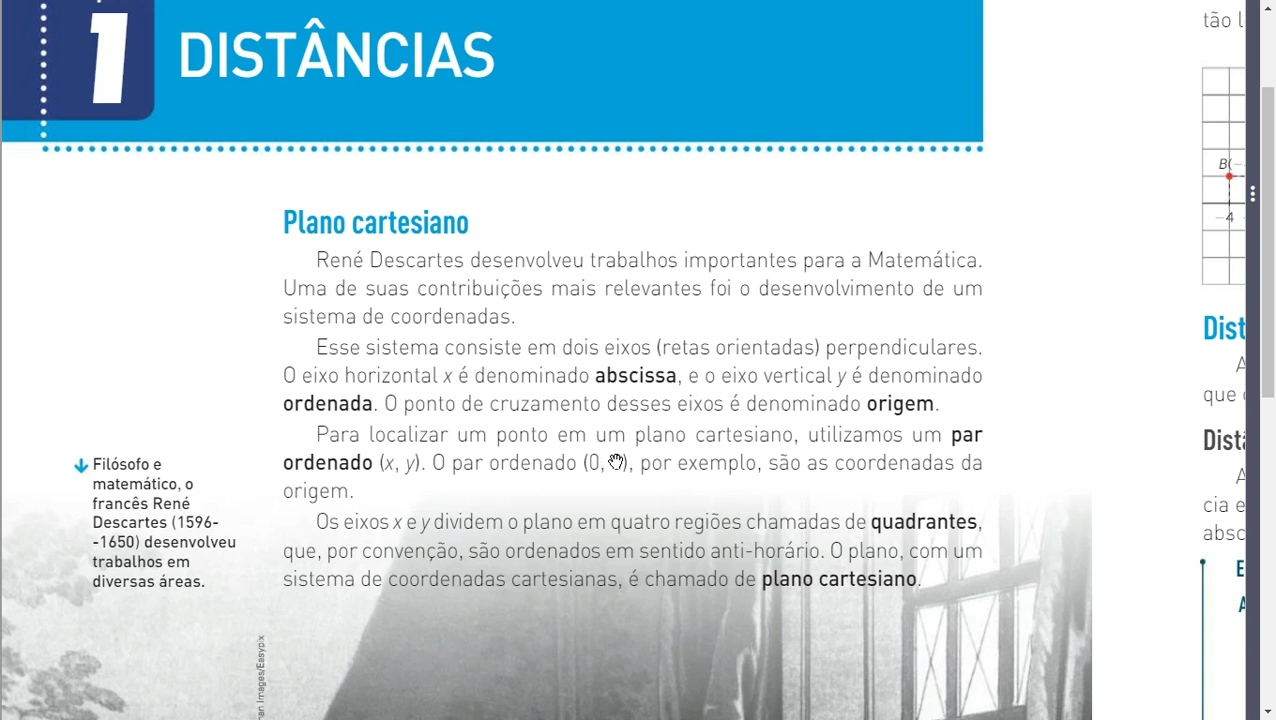 1
DISTÂNCIAS
Plano cartesiano
René Descartes desenvolveu trabalhos importantes para a Matemática.
Uma de suas contribuições mais relevantes foi o desenvolvimento de um
sistema de coordenadas.
Esse sistema consiste em dois eixos (retas orientadas) perpendiculares.
O eixo horizontal x é denominado abscissa, e o eixo vertical y é denominado
ordenada. O ponto de cruzamento desses eixos é denominado origem.
Para localizar um ponto em um plano cartesiano, utilizamos um par
ordenado (x, y). O par ordenado (0, ), por exemplo, são as coordenadas da
origem.
Os eixos x e y dividem o plano em quatro regiões chamadas de quadrantes,
que, por convenção, são ordenados em sentido anti-horário. O plano, com um
sistema de coordenadas cartesianas, é chamado de plano cartesiano.
Filósofo e
matemático, o
francês René
Descartes (1596-
-1650) desenvolveu
trabalhos em
diversas áreas.
Images/Easypix
tão l
B(–
–4
Dist
A
que
Distâ
A
cia e
absc
E
A